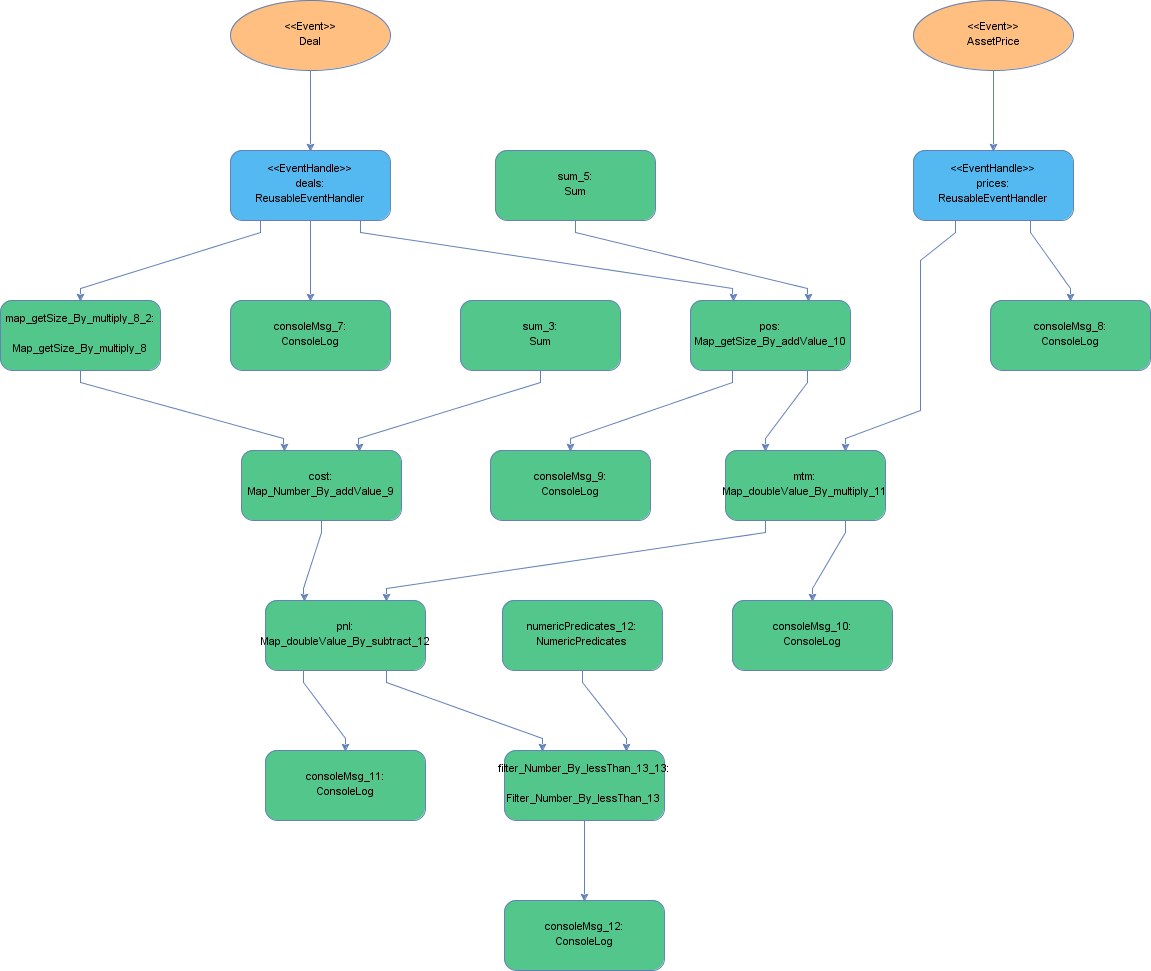 <<Event>>
Deal
<<Event>>
AssetPrice
<<EventHandle>>
deals:
ReusableEventHandler
sum_5:
Sum
<<EventHandle>>
prices:
ReusableEventHandler
map_getSize_By_multiply_8_2:
Map_getSize_By_multiply_8
consoleMsg_7:
ConsoleLog
sum_3:
Sum
pos:
Map_getSize_By_addValue_10
consoleMsg_8:
ConsoleLog
cost:
Map_Number_By_addValue_9
consoleMsg_9:
ConsoleLog
mtm:
Map_doubleValue_By_multiply_11
pnl:
Map_doubleValue_By_subtract_12
numericPredicates_12:
NumericPredicates
consoleMsg_10:
ConsoleLog
consoleMsg_11:
ConsoleLog
filter_Number_By_lessThan_13_13:
Filter_Number_By_lessThan_13
consoleMsg_12:
ConsoleLog